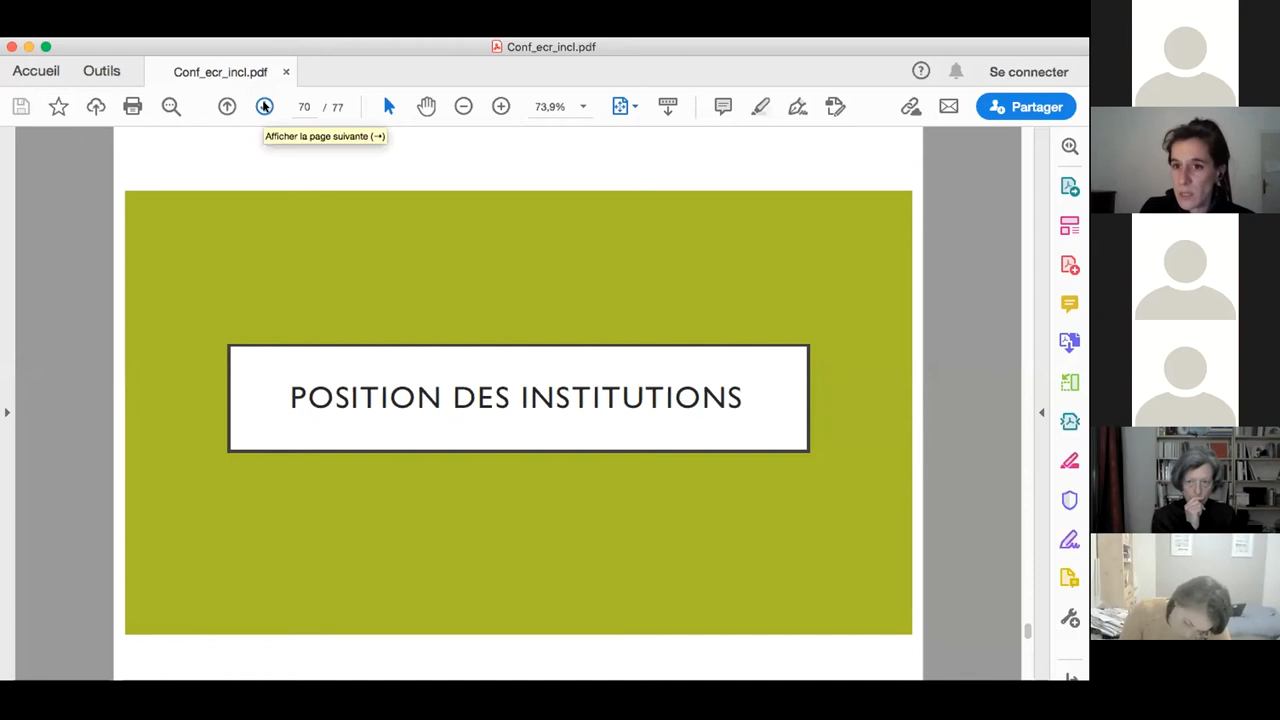 Conf_ecr_incl.pdf
Accueil
Outils
Conf_ecr_incl.pdf
Se connecter
70 / 77
73,9%
Partager
Afficher la page suivante (→)
POSITION DES INSTITUTIONS